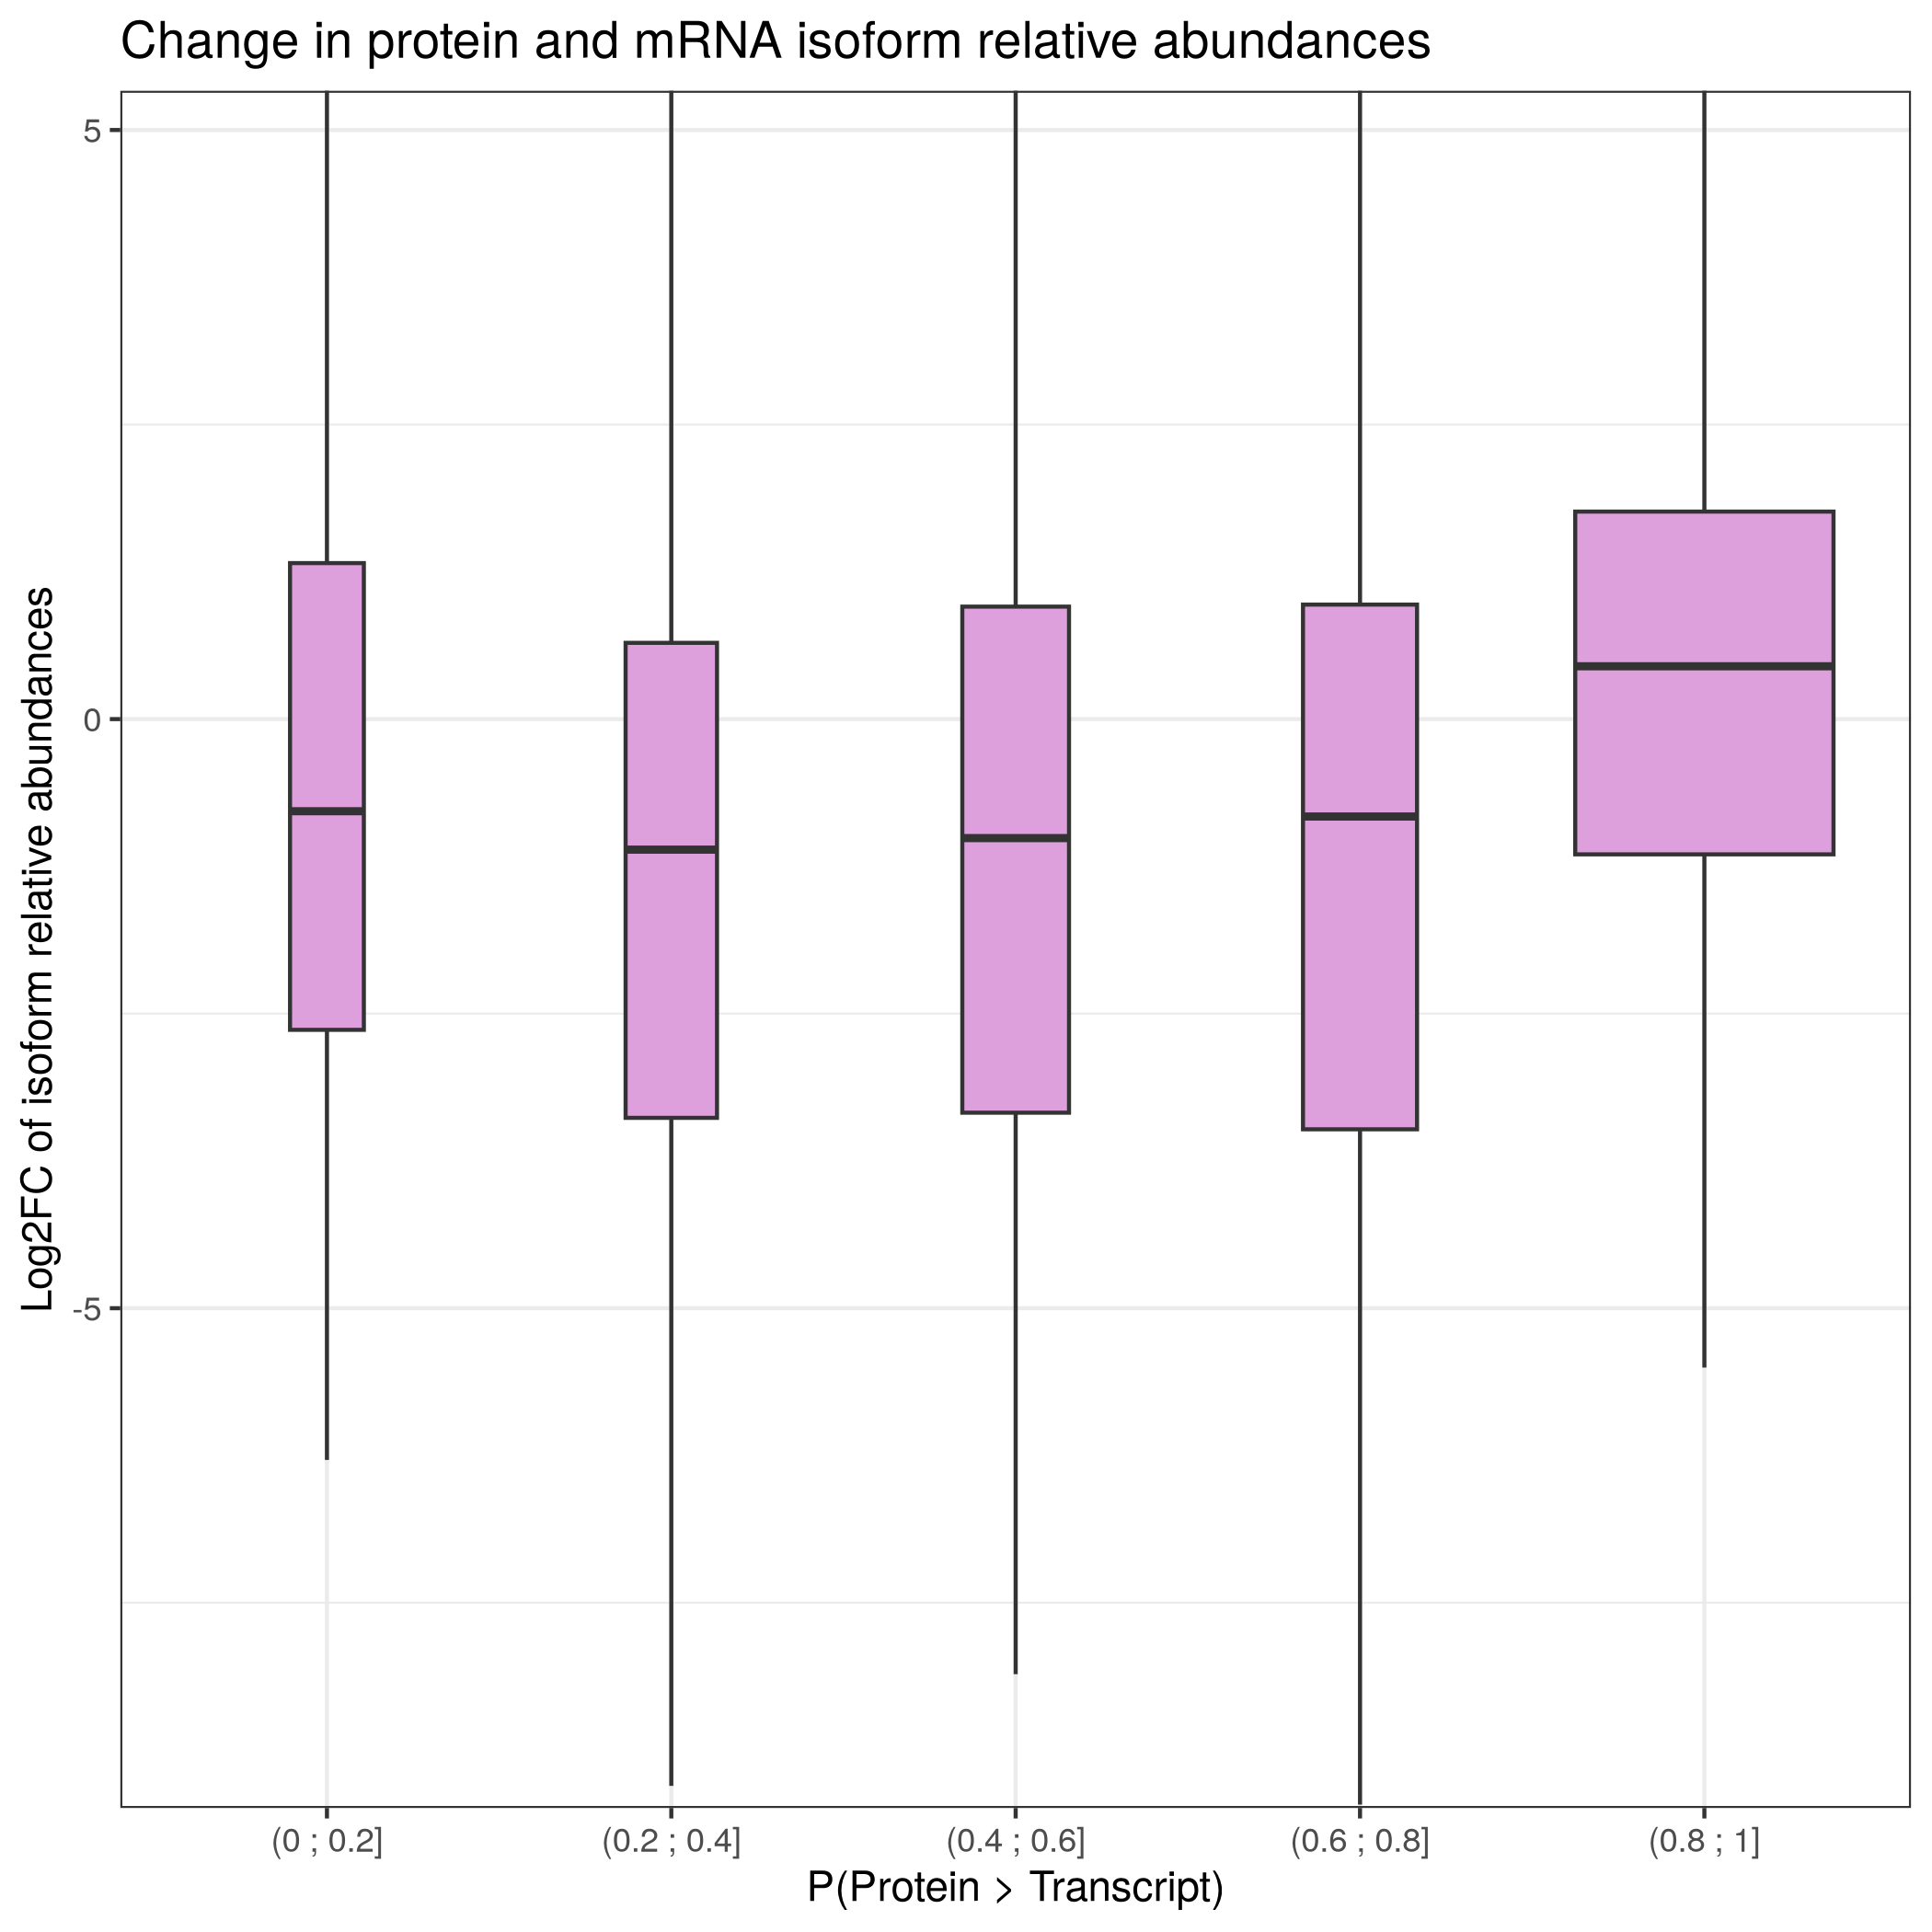 Change in protein and mRNA isoform relative abundances
Log2FC of isoform relative abundances
5
0
-5
(0 ; 0.2]
(0.2 ; 0.4]
(0.4 ; 0.6]
(0.6 ; 0.8]
(0.8 ; 1]
P(Protein > Transcript)